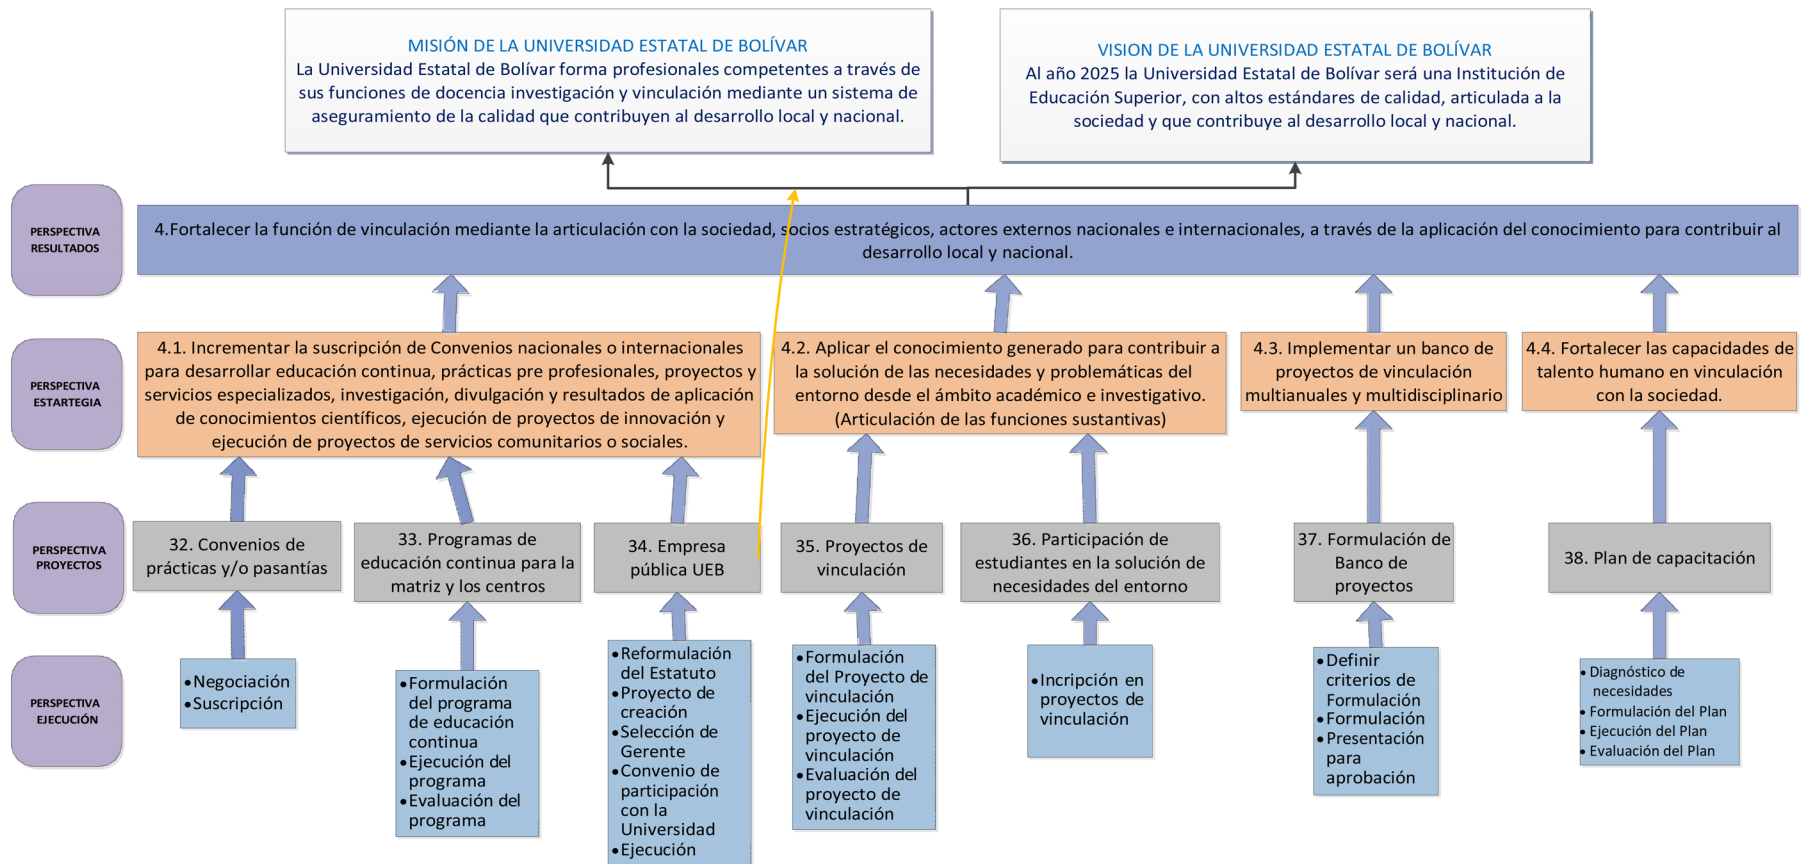 MISIÓN DE LA UNIVERSIDAD ESTATAL DE BOLÍVAR
La Universidad Estatal de Bolívar forma profesionales competentes a través de
sus funciones de docencia investigación y vinculación mediante un sistema de
aseguramiento de la calidad que contribuyen al desarrollo local y nacional.
VISION DE LA UNIVERSIDAD ESTATAL DE BOLÍVAR
Al año 2025 la Universidad Estatal de Bolívar será una Institución de
Educación Superior, con altos estándares de calidad, articulada a la
sociedad y que contribuye al desarrollo local y nacional.
PERSPECTIVA
RESULTADOS
4.Fortalecer la función de vinculación mediante la articulación con la sociedad, socios estratégicos, actores externos nacionales e internacionales, a través de la aplicación del conocimiento para contribuir al
desarrollo local y nacional.
PERSPECTIVA
ESTARTEGIA
4.1. Incrementar la suscripción de Convenios nacionales o internacionales
para desarrollar educación continua, prácticas pre profesionales, proyectos y
servicios especializados, investigación, divulgación y resultados de aplicación
de conocimientos científicos, ejecución de proyectos de innovación y
ejecución de proyectos de servicios comunitarios o sociales.
4.2. Aplicar el conocimiento generado para contribuir a
la solución de las necesidades y problemáticas del
entorno desde el ámbito académico e investigativo.
(Articulación de las funciones sustantivas)
4.3. Implementar un banco de
proyectos de vinculación
multianuales y multidisciplinario
4.4. Fortalecer las capacidades de
talento humano en vinculación
con la sociedad.
PERSPECTIVA
PROYECTOS
32. Convenios de
prácticas y/o pasantías
33. Programas de
educación continua para la
matriz y los centros
34. Empresa
pública UEB
35. Proyectos de
vinculación
36. Participación de
estudiantes en la solución de
necesidades del entorno
37. Formulación de
Banco de
proyectos
38. Plan de capacitación
PERSPECTIVA
EJECUCIÓN
•Negociación
•Suscripción
•Formulación
del programa
de educación
continua
•Ejecución del
programa
•Evaluación del
programa
•Reformulación
del Estatuto
•Proyecto de
creación
•Selección de
Gerente
•Convenio de
participación
con la
Universidad
•Ejecución
•Formulación
del Proyecto de
vinculación
•Ejecución del
proyecto de
vinculación
•Evaluación del
proyecto de
vinculación
•Incripción en
proyectos de
vinculación
•Definir
criterios de
Formulación
•Formulación
•Presentación
para
aprobación
• Diagnóstico de
necesidades
• Formulación del Plan
• Ejecución del Plan
• Evaluación del Plan